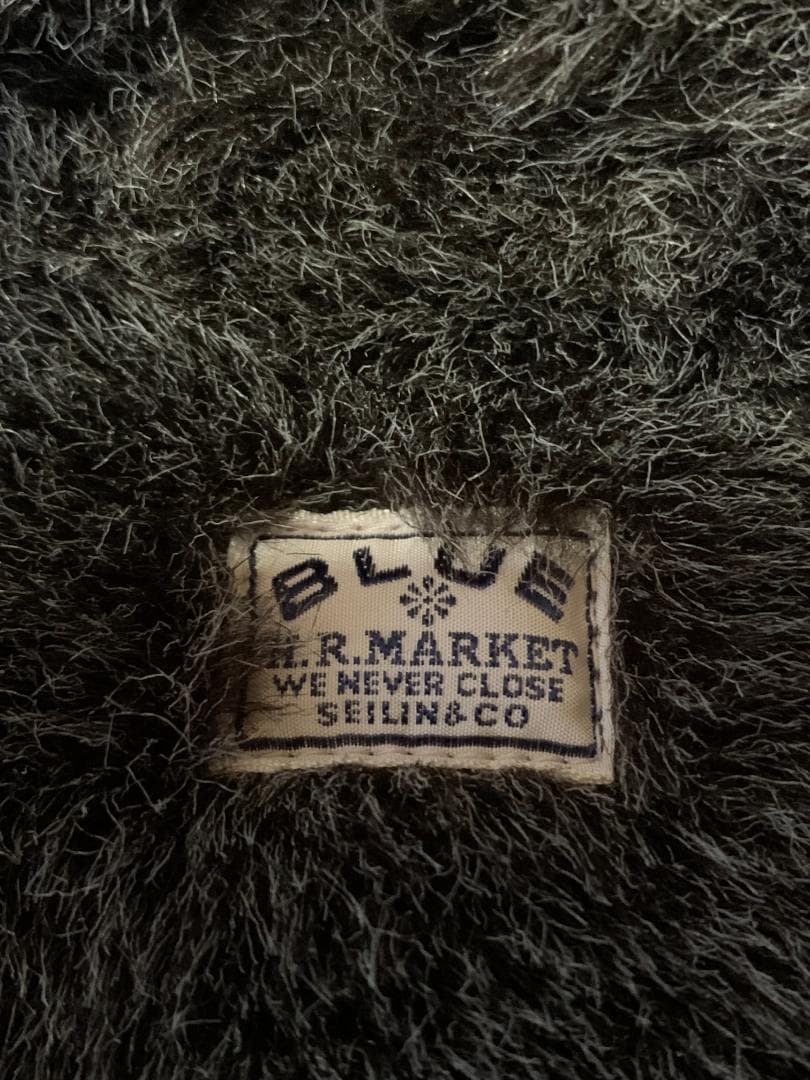 BLUE
H.R.MARKET
WE NEVER CLOSE
SEILIN&CO